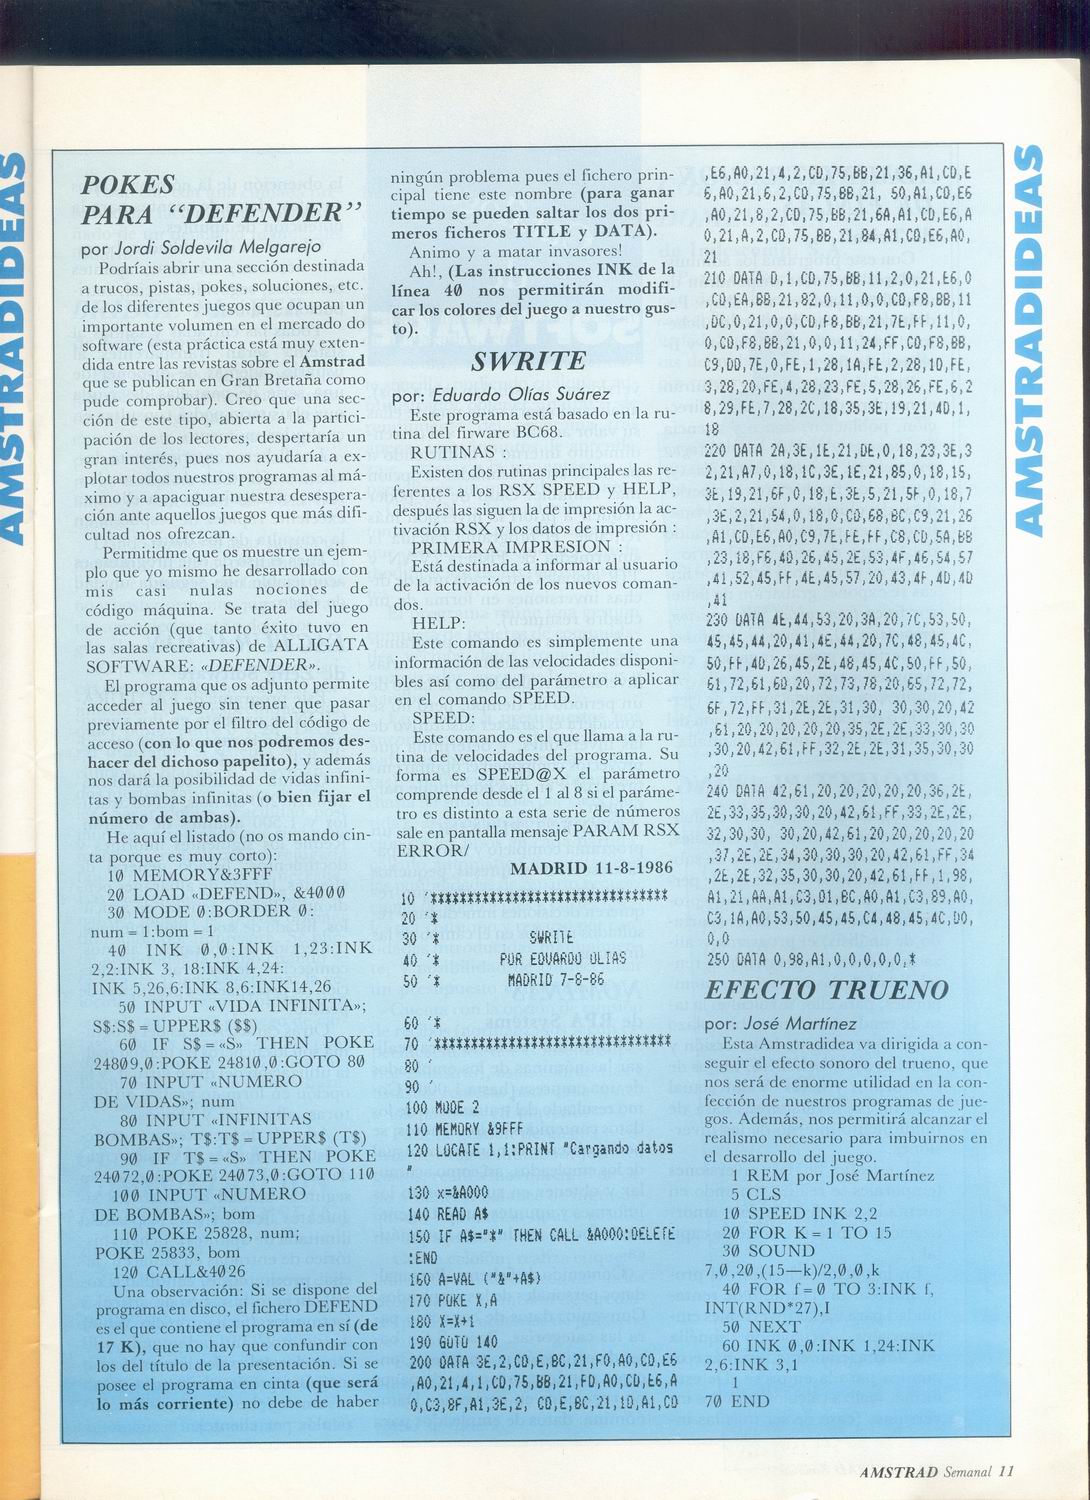 AMSTRADIDEAS
POKES
PARA “DEFENDER”
por Jordi Soldevila Melgarejo
Podríais abrir una sección destinada
a trucos, pistas, pokes, soluciones, etc.
de los diferentes juegos que ocupan un
importante volumen en el mercado do
software (esta práctica está muy exten-
dida entre las revistas sobre el Amstrad
que se publican en Gran Bretaña como
pude comprobar). Creo que una sec-
ción de este tipo, abierta a la partici-
pación de los lectores, despertaría un
gran interés, pues nos ayudaría a ex-
plotar todos nuestros programas al má-
ximo y a apaciguar nuestra desespera-
ción ante aquellos juegos que más difi-
cultad nos ofrezcan.
Permitidme que os muestre un ejem-
plo que yo mismo he desarrollado con
mis casi nulas nociones de
código máquina. Se trata del juego
de acción (que tanto éxito tuvo en
las salas recreativas) de ALLIGATA
SOFTWARE: «DEFENDER».
El programa que os adjunto permite
acceder al juego sin tener que pasar
previamente por el filtro del código de
acceso (con lo que nos podremos des-
hacer del dichoso papelito), y además
nos dará la posibilidad de vidas infini-
tas y bombas infinitas (o bien fijar el
número de ambas).
He aquí el listado (no os mando cin-
ta porque es muy corto):
10 MEMORY&3FFF
20 LOAD «DEFEND», &4000
30 MODE 0:BORDER 0:
num = 1:bom = 1
40 INK 0,0:INK 1,23:INK
2,2:INK 3, 18:INK 4,24:
INK 5,26,6:INK 8,6:INK14,26
50 INPUT «VIDA INFINITA»;
S$:S$ = UPPER$ ($$)
60 IF S$ = «S» THEN POKE
24809,0:POKE 24810,0:GOTO 80
70 INPUT «NUMERO
DE VIDAS»; num
80 INPUT «INFINITAS
BOMBAS»; T$:T$ = UPPER$ (T$)
90 IF T$ = «S» THEN POKE
24072,0:POKE 24073,0:GOTO 110
100 INPUT «NUMERO
DE BOMBAS»; bom
110 POKE 25828, num;
POKE 25833, bom
120 CALL&4026
Una observación: Si se dispone del
programa en disco, el fichero DEFEND
es el que contiene el programa en sí (de
17 K), que no hay que confundir con
los del título de la presentación. Si se
posee el programa en cinta (que será
lo más corriente) no debe de haber
ningún problema pues el fichero prin-
cipal tiene este nombre (para ganar
tiempo se pueden saltar los dos pri-
meros ficheros TITLE y DATA).
Animo y a matar invasores!
Ah!, (Las instrucciones INK de la
línea 40 nos permitirán modifi-
car los colores del juego a nuestro gus-
to).
SWRITE
por: Eduardo Olías Suárez
Este programa está basado en la ru-
tina del firware BC68.
RUTINAS :
Existen dos rutinas principales las re-
ferentes a los RSX SPEED y HELP,
después las siguen la de impresión la ac-
tivación RSX y los datos de impresión :
PRIMERA IMPRESION :
Está destinada a informar al usuario
de la activación de los nuevos coman-
dos.
HELP:
Este comando es simplemente una
información de las velocidades disponi-
bles así como del parámetro a aplicar
en el comando SPEED.
SPEED:
Este comando es el que llama a la ru-
tina de velocidades del programa. Su
forma es SPEED@X el parámetro
comprende desde el 1 al 8 si el paráme-
tro es distinto a esta serie de números
sale en pantalla mensaje PARAM RSX
ERROR/
MADRID 11-8-1986
10 '******************************
20 '*
30 '* SWRITE
40 '* POR EDUARDO OLIAS
50 '* MADRID 7-8-86
60 '*
70 '******************************
80 '
90 '
100 MODE 2
110 MEMORY &9FFF
120 LOCATE 1,1:PRINT "Cargando datos
"
130 x=&A000
140 READ A$
150 IF A$="*" THEN CALL &A000:DELETE
:END
160 A=VAL ("&"+A$)
170 POKE X,A
180 X=X+1
190 GOTO 140
200 DATA 3E,2,CD,E,BC,21,F0,A0,CD,E6
,A0,21,4,1,CD,75,BB,21,FD,A0,CD,E6,A
0,C3,8F,A1,3E,2, CD,E,BC,21,1D,A1,CD
,E6,A0,21,4,2,CD,75,BB,21,36,A1,CD,E
6,A0,21,6,2,CD,75,BB,21, 50,A1,CD,E6
,A0,21,8,2,CD,75,BB,21,6A,A1,CD,E6,A
0,21,A,2,CD,75,BB,21,84,A1,CD,E6,A0,
21
210 DATA D,1,CD,75,BB,11,2,0,21,E6,0
,CD,EA,BB,21,82,0,11,0,0,CD,F8,BB,11
,DC,0,21,0,0,CD,F8,BB,21,7E,FF,11,0,
0,CD,F8,BB,21,0,0,11,24,FF,CD,F8,BB,
C9,DD,7E,0,FE,1,28,1A,FE,2,28,1D,FE,
3,28,20,FE,4,28,23,FE,5,28,26,FE,6,2
8,29,FE,7,28,2C,18,35,3E,19,21,4D,1,
18
220 DATA 2A,3E,1E,21,DE,0,18,23,3E,3
2,21,A7,0,18,1C,3E,1E,21,85,0,18,15,
3E,19,21,6F,0,18,E,3E,5,21,5F,0,18,7
,3E,2,21,54,0,18,0,CD,68,BC,C9,21,26
,A1,CD,E6,A0,C9,7E,FE,FF,C8,CD,5A,BB
,23,18,F6,4D,26,45,2E,53,4F,46,54,57
,41,52,45,FF,4E,45,57,20,43,4F,4D,4D
,41
230 DATA 4E,44,53,20,3A,20,7C,53,50,
45,45,44,20,41,4E,44,20,7C,48,45,4C,
50,FF,4D,26,45,2E,48,45,4C,50,FF,50,
61,72,61,6D,20,72,73,78,20,65,72,72,
6F,72,FF,31,2E,2E,31,30, 30,30,20,42
,61,20,20,20,20,20,35,2E,2E,33,30,30
,30,20,42,61,FF,32,2E,2E,31,35,30,30
,20
240 DATA 42,61,20,20,20,20,20,36,2E,
2E,33,35,30,30,20,42,61,FF,33,2E,2E,
32,30,30, 30,20,42,61,20,20,20,20,20
,37,2E,2E,34,30,30,30,20,42,61,FF,34
,2E,2E,32,35,30,30,20,42,61,FF,1,98,
A1,21,AA,A1,C3,D1,BC,A0,A1,C3,89,A0,
C3,1A,A0,53,50,45,45,C4,48,45,4C,D0,
0,0
250 DATA 0,98,A1,0,0,0,0,0,*
EFECTO TRUENO
por: José Martínez
Esta Amstradidea va dirigida a con-
seguir el efecto sonoro del trueno, que
nos será de enorme utilidad en la con-
fección de nuestros programas de jue-
gos. Además, nos permitirá alcanzar el
realismo necesario para imbuirnos en
el desarrollo del juego.
1 REM por José Martínez
5 CLS
10 SPEED INK 2,2
20 FOR K = 1 TO 15
30 SOUND
7,0,20,(15—k)/2,0,0,k
40 FOR f = 0 TO 3:INK f,
INT(RND*27),I
50 NEXT
60 INK 0,0:INK 1,24:INK
2,6:INK 3,1
1
70 END
AMSTRADIDEAS
AMSTRAD Semanal 11